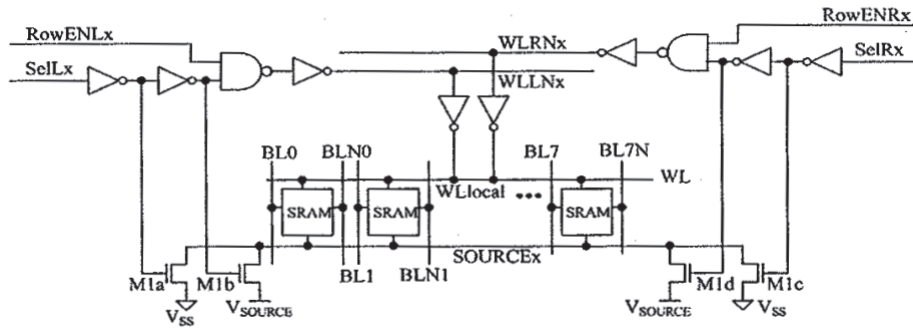 RowENRx
RowENLx
WLRNx
SelLx
SelRx
WLLNx
BL0
BLN0
BL7
BL7N
WL
WLlocal
SRAM
SRAM
SRAM
SOURCEx
M1a
M1b
BL1
BLN1
M1d
M1c
VSS
VSOURCE
VSOURCE
VSS